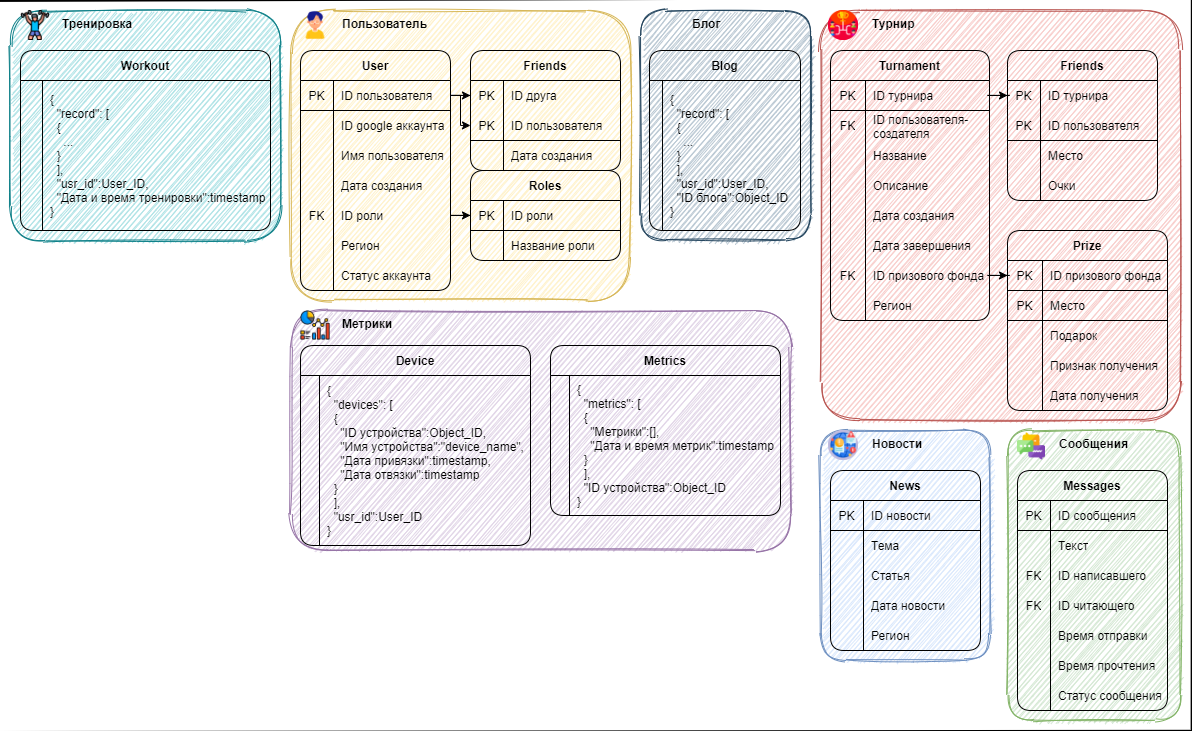 Тренировка
Workout
{
"record": [
{
...
}
],
"usr_id":User_ID,
"Дата и время тренировки":timestamp
}
Пользователь
User
PK ID пользователя
ID google аккаунта
Имя пользователя
Дата создания
FK ID роли
Регион
Статус аккаунта
Friends
PK ID друга
PK ID пользователя
Дата создания
Roles
PK ID роли
Название роли
Блог
Blog
{
"record": [
{
...
}
],
"usr_id":User_ID,
"ID блога":Object_ID
}
Турнир
Turnament
PK ID турнира
FK ID пользователя-
создателя
Название
Описание
Дата создания
Дата завершения
FK ID призового фонда
Регион
Friends
PK ID турнира
PK ID пользователя
Место
Очки
Prize
PK ID призового фонда
PK Место
Подарок
Признак получения
Дата получения
Метрики
Device
{
"devices": [
{
"ID устройства":Object_ID,
"Имя устройства":"device_name",
"Дата привязки":timestamp,
"Дата отвязки":timestamp
}
],
"usr_id":User_ID
}
Metrics
{
"metrics": [
{
"Метрики":[],
"Дата и время метрик":timestamp
}
],
"ID устройства":Object_ID
}
Новости
News
PK ID новости
Тема
Статья
Дата новости
Регион
Сообщения
Messages
PK ID сообщения
Текст
FK ID написавшего
FK ID читающего
Время отправки
Время прочтения
Статус сообщения